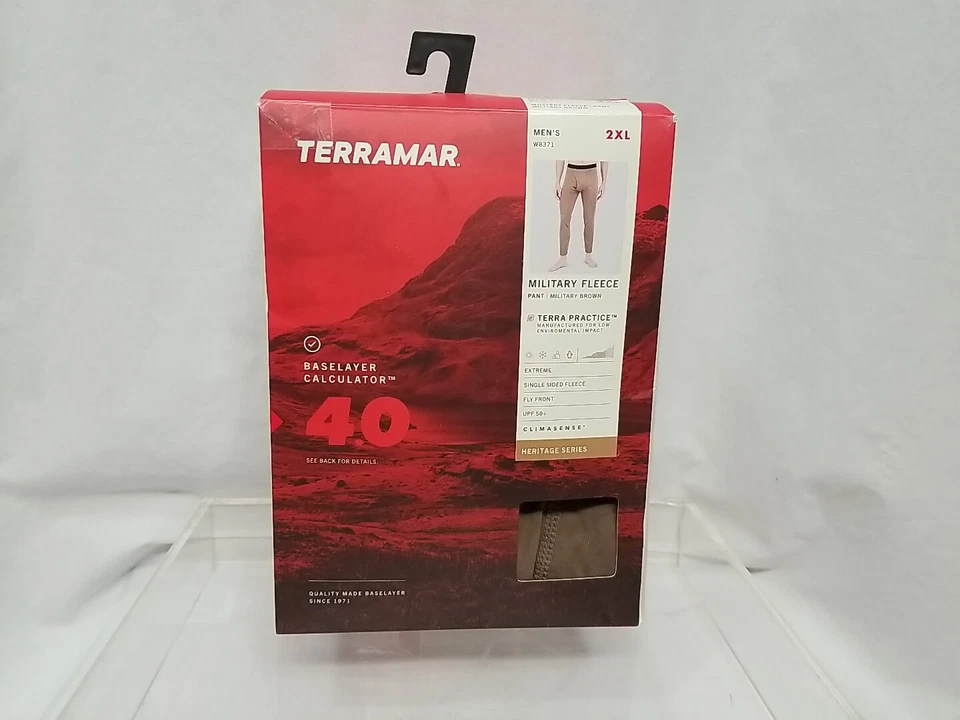 TERRAMAR®
MEN'S 2XL
W8371
MILITARY FLEECE
PANT | MILITARY BROWN
TERRA PRACTICE™
MANUFACTURED FOR LOW
ENVIROMENTAL IMPACT
EXTREME
SINGLE SIDED FLEECE
FLY FRONT
UPF 50+
CLIMASENSE®
HERITAGE SERIES
BASELAYER
CALCULATOR™
4.0
SEE BACK FOR DETAILS.
QUALITY MADE BASELAYER
SINCE 1971